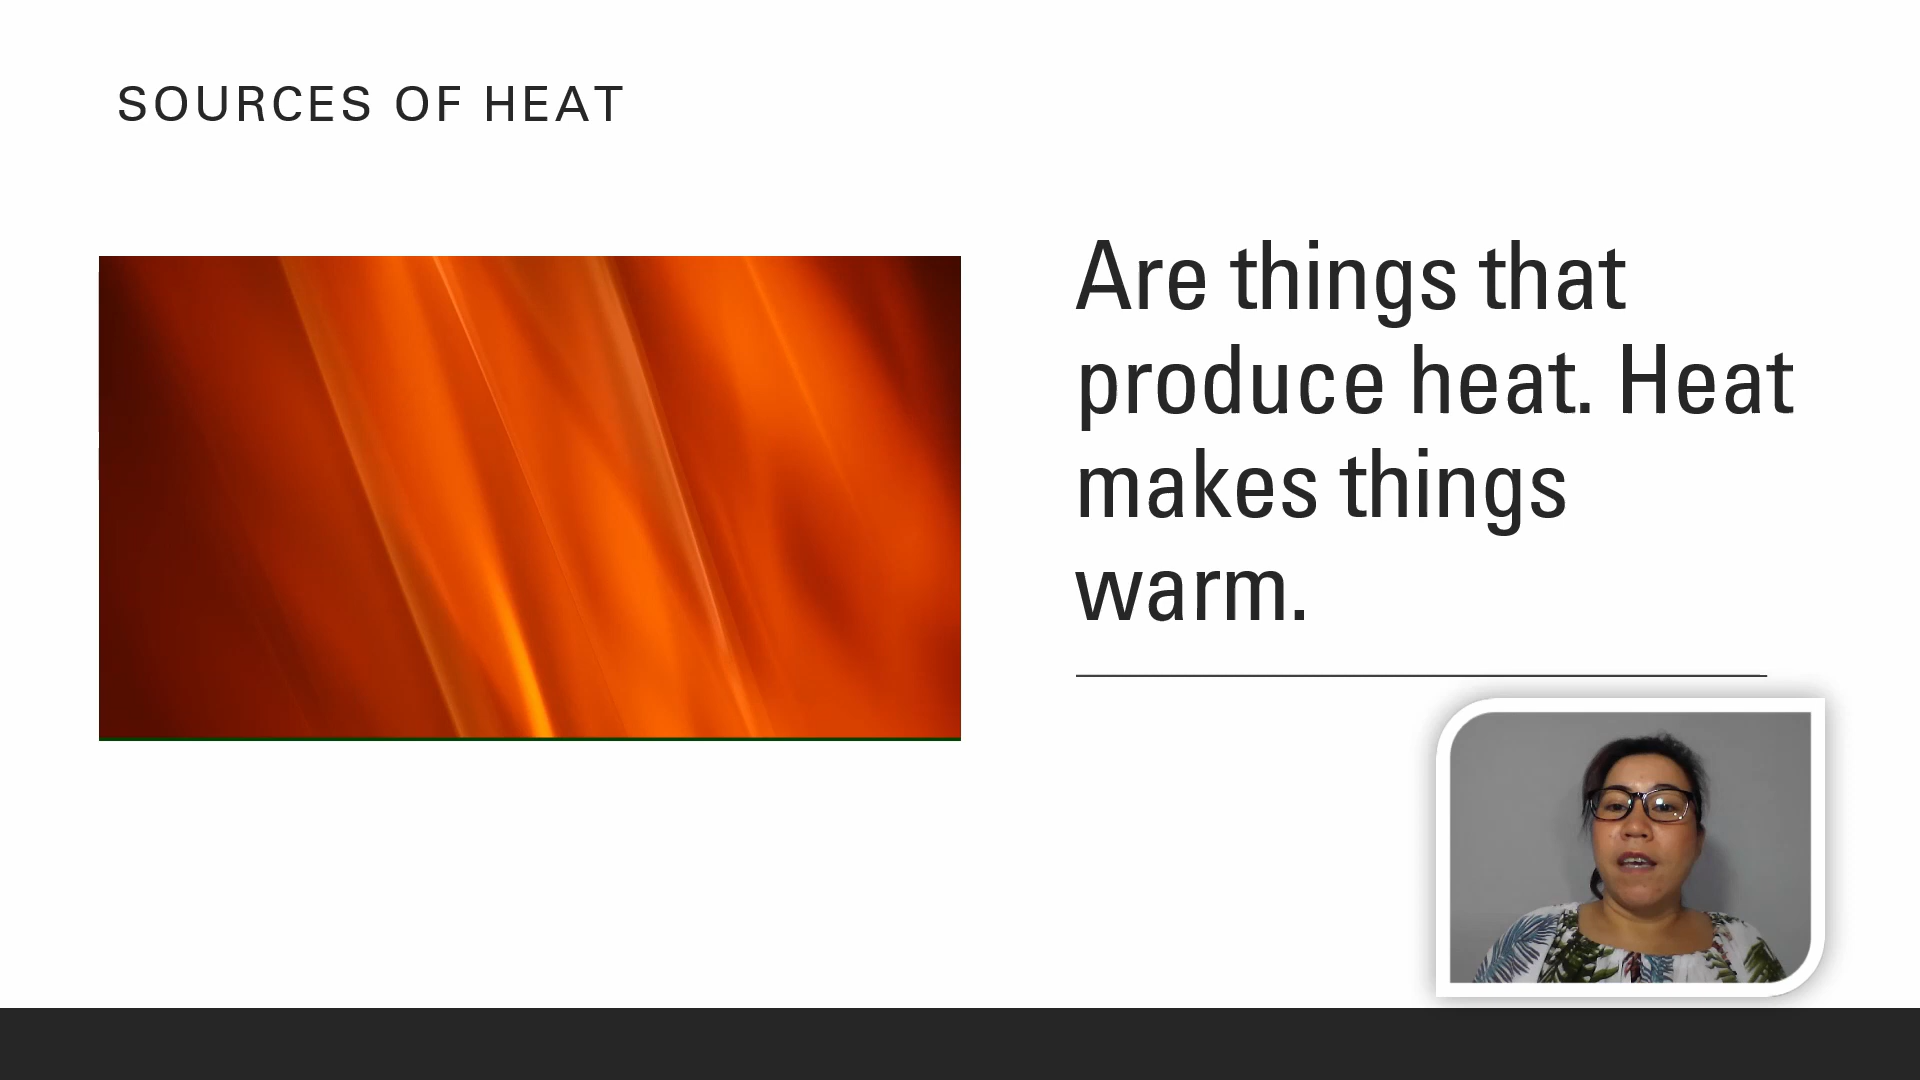 SOURCES OF HEAT
Are things that
produce heat. Heat
makes things
warm.